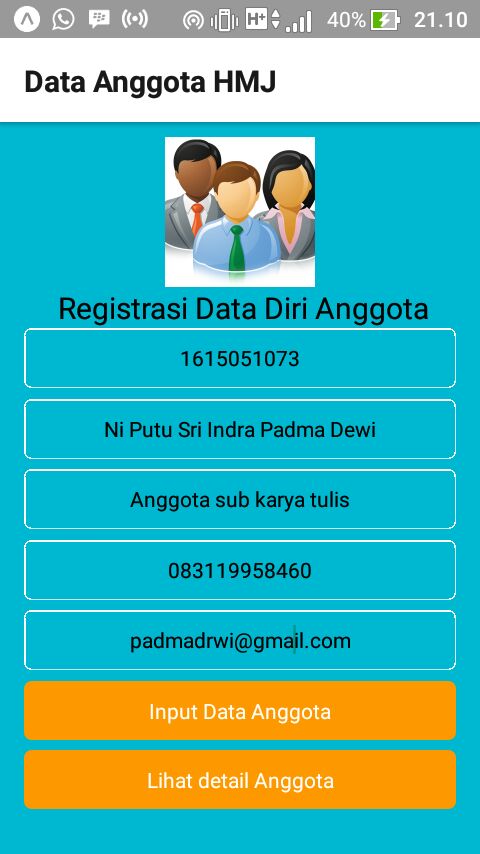 H+ 40% 21.10
Data Anggota HMJ
Registrasi Data Diri Anggota
1615051073
Ni Putu Sri Indra Padma Dewi
Anggota sub karya tulis
083119958460
padmadrwi@gmail.com
Input Data Anggota
Lihat detail Anggota